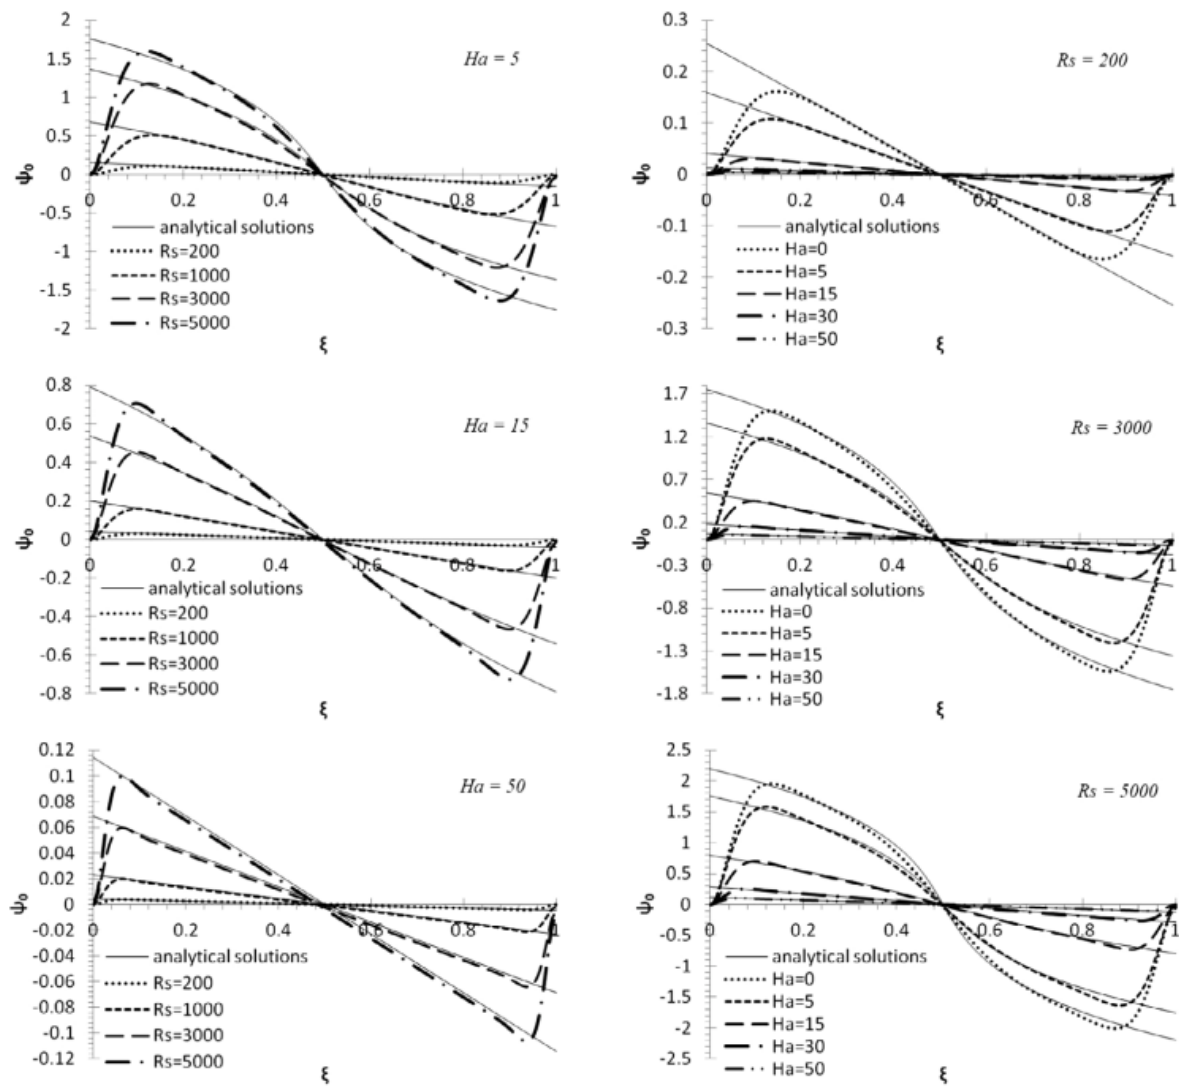 2
1.5
1
0.5
0
-0.5
-1
-1.5
-2
0
0.2
0.4
0.6
0.8
1
Ψ₀
ξ
Ha = 5
analytical solutions
Rs=200
Rs=1000
Rs=3000
Rs=5000
0.3
0.2
0.1
0
-0.1
-0.2
-0.3
0
0.2
0.4
0.6
0.8
1
Ψ₀
ξ
Rs = 200
analytical solutions
Ha=0
Ha=5
Ha=15
Ha=30
Ha=50
0.8
0.6
0.4
0.2
0
-0.2
-0.4
-0.6
-0.8
0
0.2
0.4
0.6
0.8
1
Ψ₀
ξ
Ha = 15
analytical solutions
Rs=200
Rs=1000
Rs=3000
Rs=5000
1.7
1.2
0.7
0.2
-0.3
-0.8
-1.3
-1.8
0
0.2
0.4
0.6
0.8
1
Ψ₀
ξ
Rs = 3000
analytical solutions
Ha=0
Ha=5
Ha=15
Ha=30
Ha=50
0.12
0.1
0.08
0.06
0.04
0.02
0
-0.02
-0.04
-0.06
-0.08
-0.1
-0.12
0
0.2
0.4
0.6
0.8
1
Ψ₀
ξ
Ha = 50
analytical solutions
Rs=200
Rs=1000
Rs=3000
Rs=5000
2.5
2
1.5
1
0.5
0
-0.5
-1
-1.5
-2
-2.5
0
0.2
0.4
0.6
0.8
1
Ψ₀
ξ
Rs = 5000
analytical solutions
Ha=0
Ha=5
Ha=15
Ha=30
Ha=50